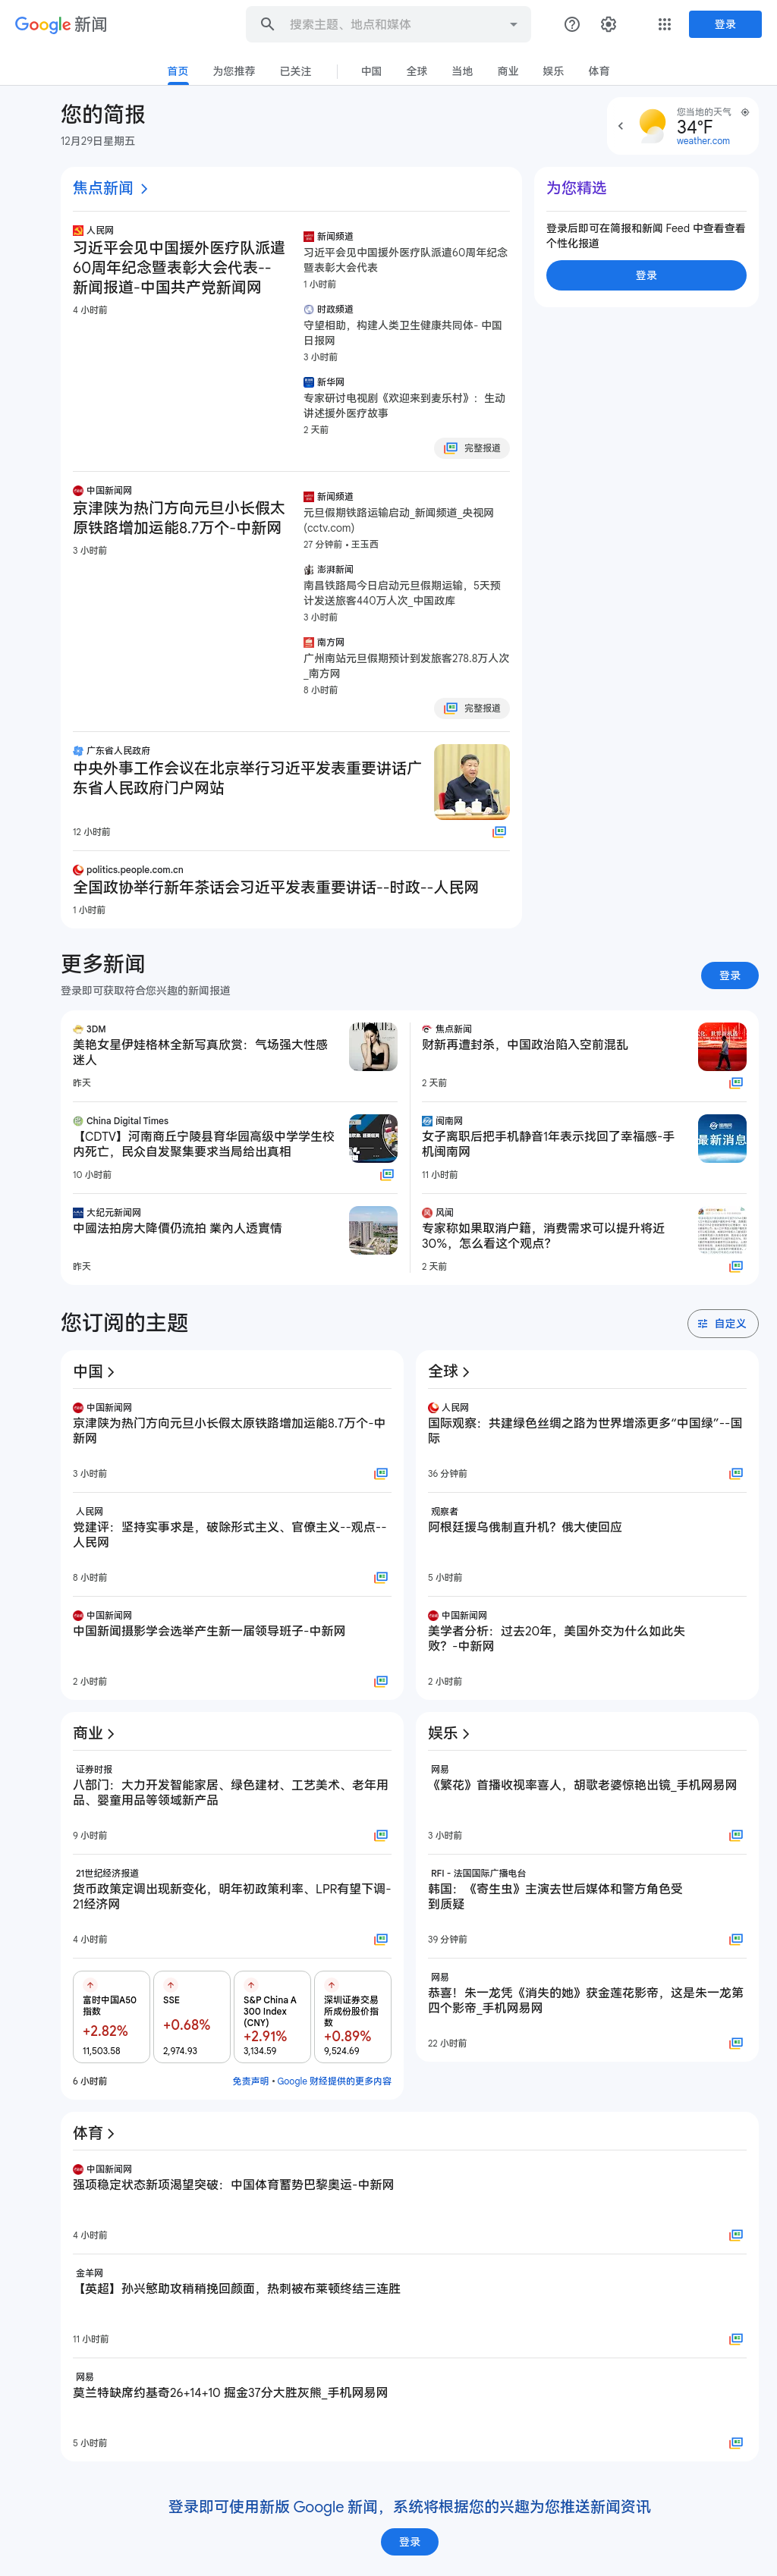 Google 新闻
搜索主题、地点和媒体
登录
首页
为您推荐
已关注
中国
全球
当地
商业
娱乐
体育
您的简报
12月29日星期五
您当地的天气
34°F
weather.com
焦点新闻
人民网
习近平会见中国援外医疗队派遣
60周年纪念暨表彰大会代表--
新闻报道-中国共产党新闻网
4 小时前
新闻频道
习近平会见中国援外医疗队派遣60周年纪念
暨表彰大会代表
1 小时前
时政频道
守望相助，构建人类卫生健康共同体- 中国
日报网
3 小时前
新华网
专家研讨电视剧《欢迎来到麦乐村》：生动
讲述援外医疗故事
2 天前
完整报道
中国新闻网
京津陕为热门方向元旦小长假太
原铁路增加运能8.7万个-中新网
3 小时前
新闻频道
元旦假期铁路运输启动_新闻频道_央视网
(cctv.com)
27 分钟前 • 王玉西
澎湃新闻
南昌铁路局今日启动元旦假期运输，5天预
计发送旅客440万人次_中国政库
3 小时前
南方网
广州南站元旦假期预计到发旅客278.8万人次
_南方网
8 小时前
完整报道
广东省人民政府
中央外事工作会议在北京举行习近平发表重要讲话广
东省人民政府门户网站
12 小时前
politics.people.com.cn
全国政协举行新年茶话会习近平发表重要讲话--时政--人民网
1 小时前
为您精选
登录后即可在简报和新闻 Feed 中查看查看
个性化报道
登录
更多新闻
登录即可获取符合您兴趣的新闻报道
登录
3DM
美艳女星伊娃格林全新写真欣赏：气场强大性感
迷人
昨天
China Digital Times
【CDTV】河南商丘宁陵县育华园高级中学学生校
内死亡，民众自发聚集要求当局给出真相
10 小时前
大纪元新闻网
中國法拍房大降價仍流拍 業內人透實情
昨天
焦点新闻
财新再遭封杀，中国政治陷入空前混乱
2 天前
闽南网
女子离职后把手机静音1年表示找回了幸福感-手
机闽南网
最新消息
11 小时前
风闻
专家称如果取消户籍，消费需求可以提升将近
30%，怎么看这个观点？
2 天前
您订阅的主题
自定义
中国
中国新闻网
京津陕为热门方向元旦小长假太原铁路增加运能8.7万个-中
新网
3 小时前
人民网
党建评：坚持实事求是，破除形式主义、官僚主义--观点--
人民网
8 小时前
中国新闻网
中国新闻摄影学会选举产生新一届领导班子-中新网
2 小时前
全球
人民网
国际观察：共建绿色丝绸之路为世界增添更多“中国绿”--国
际
36 分钟前
观察者
阿根廷援乌俄制直升机？俄大使回应
5 小时前
中国新闻网
美学者分析：过去20年，美国外交为什么如此失
败？-中新网
2 小时前
商业
证券时报
八部门：大力开发智能家居、绿色建材、工艺美术、老年用
品、婴童用品等领域新产品
9 小时前
21世纪经济报道
货币政策定调出现新变化，明年初政策利率、LPR有望下调-
21经济网
4 小时前
富时中国A50
指数
+2.82%
11,503.58
SSE
+0.68%
2,974.93
S&P China A
300 Index
(CNY)
+2.91%
3,134.59
深圳证券交易
所成份股价指
数
+0.89%
9,524.69
6 小时前
免责声明 • Google 财经提供的更多内容
娱乐
网易
《繁花》首播收视率喜人，胡歌老婆惊艳出镜_手机网易网
3 小时前
RFI - 法国国际广播电台
韩国：《寄生虫》主演去世后媒体和警方角色受
到质疑
39 分钟前
网易
恭喜！朱一龙凭《消失的她》获金莲花影帝，这是朱一龙第
四个影帝_手机网易网
22 小时前
体育
中国新闻网
强项稳定状态新项渴望突破：中国体育蓄势巴黎奥运-中新网
4 小时前
金羊网
【英超】孙兴慜助攻稍稍挽回颜面，热刺被布莱顿终结三连胜
11 小时前
网易
莫兰特缺席约基奇26+14+10 掘金37分大胜灰熊_手机网易网
5 小时前
登录即可使用新版 Google 新闻，系统将根据您的兴趣为您推送新闻资讯
登录